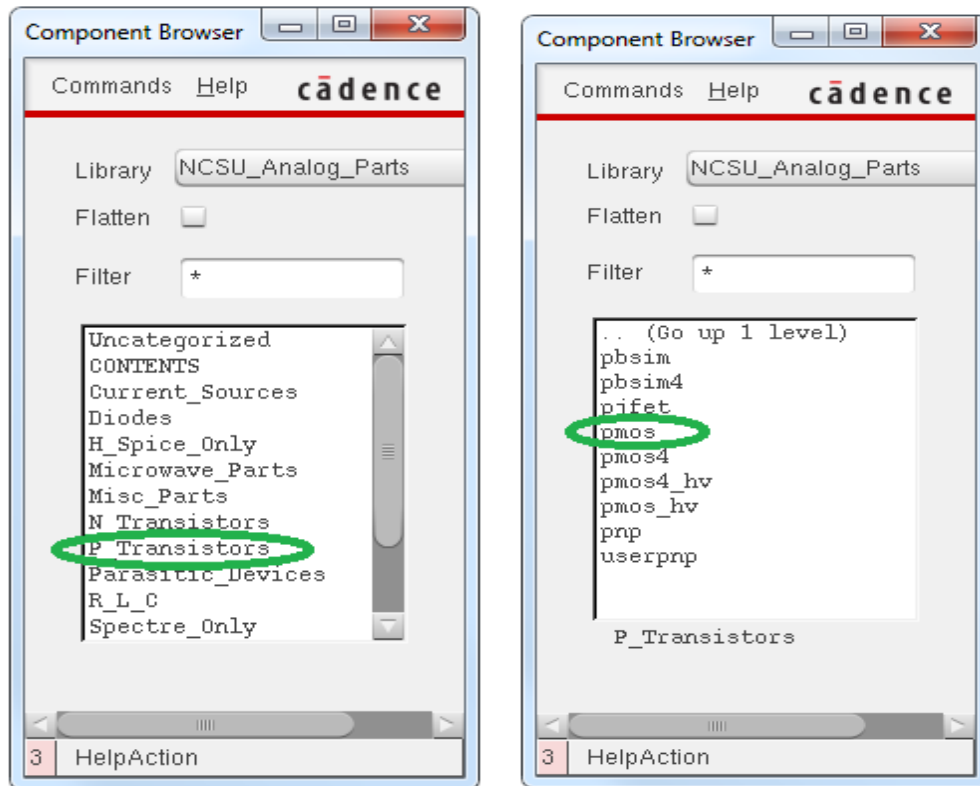 Component Browser
Commands Help cādence
Library NCSU_Analog_Parts
Flatten
Filter *
Uncategorized
CONTENTS
Current_Sources
Diodes
H_Spice_Only
Microwave_Parts
Misc_Parts
N_Transistors
P_Transistors
Parasitic_Devices
R_L_C
Spectre_Only
3 HelpAction
Component Browser
Commands Help cādence
Library NCSU_Analog_Parts
Flatten
Filter *
.. (Go up 1 level)
pbsim
pbsim4
pjfet
pmos
pmos4
pmos4_hv
pmos_hv
pnp
userpnp
P_Transistors
3 HelpAction